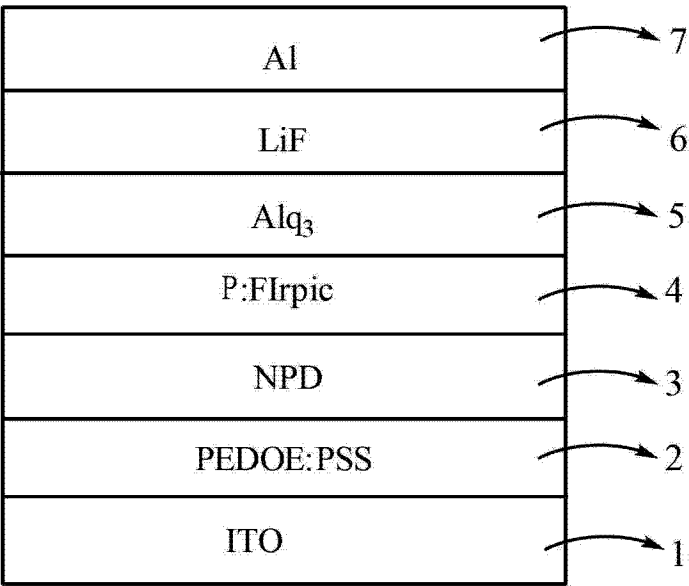 Al 7
LiF 6
Alq₃ 5
P:FIrpic 4
NPD 3
PEDOE:PSS 2
ITO 1